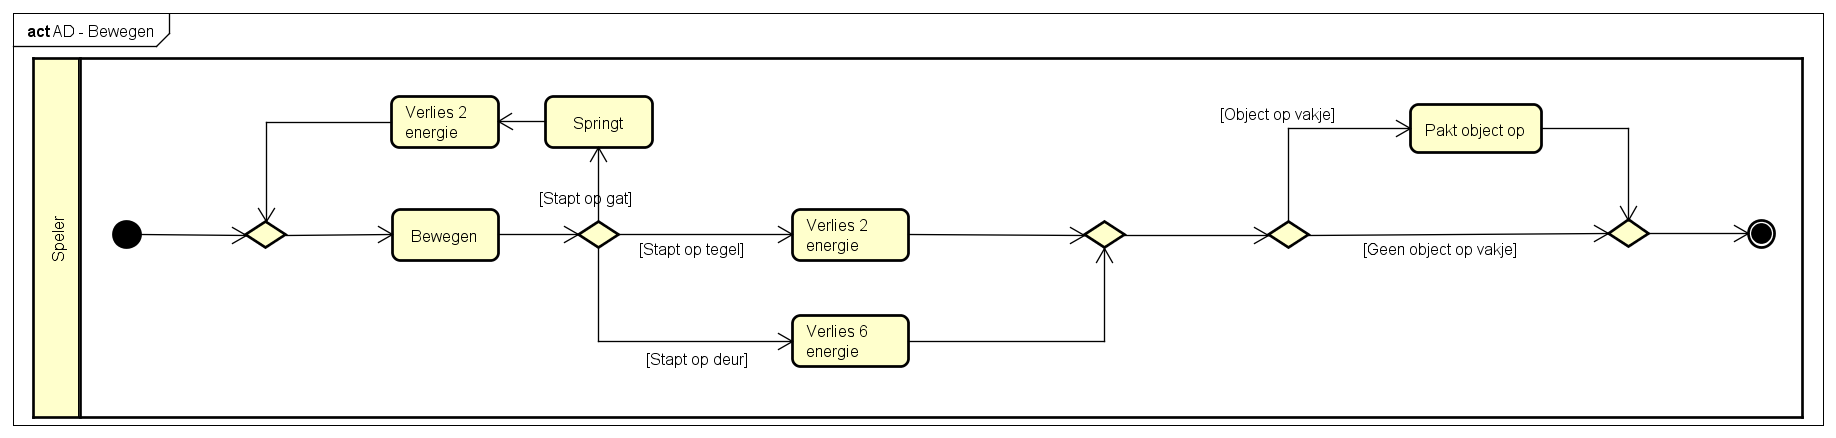 act AD - Bewegen
Speler
Verlies 2
energie
Springt
[Object op vakje]
Pakt object op
[Stapt op gat]
Bewegen
[Stapt op tegel]
Verlies 2
energie
[Geen object op vakje]
Verlies 6
energie
[Stapt op deur]